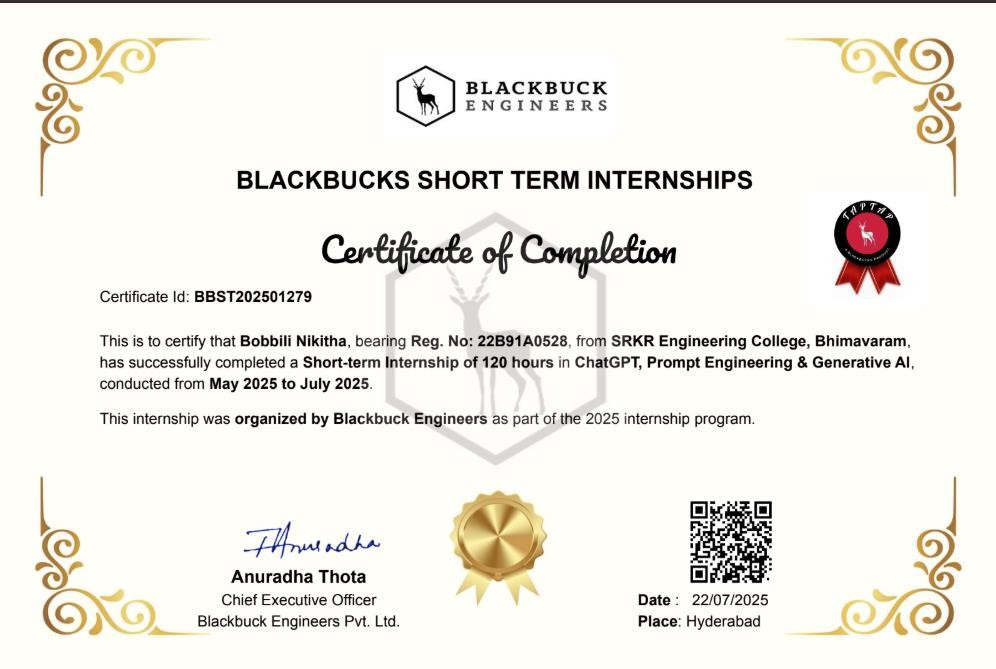 BLACKBUCK
ENGINEERS
BLACKBUCKS SHORT TERM INTERNSHIPS
TAPTAP
Certificate of Completion
Certificate Id: BBST202501279
This is to certify that Bobbili Nikitha, bearing Reg. No: 22B91A0528, from SRKR Engineering College, Bhimavaram,
has successfully completed a Short-term Internship of 120 hours in ChatGPT, Prompt Engineering & Generative AI,
conducted from May 2025 to July 2025.
This internship was organized by Blackbuck Engineers as part of the 2025 internship program.
Anuradha Thota
Chief Executive Officer
Blackbuck Engineers Pvt. Ltd.
Date : 22/07/2025
Place: Hyderabad